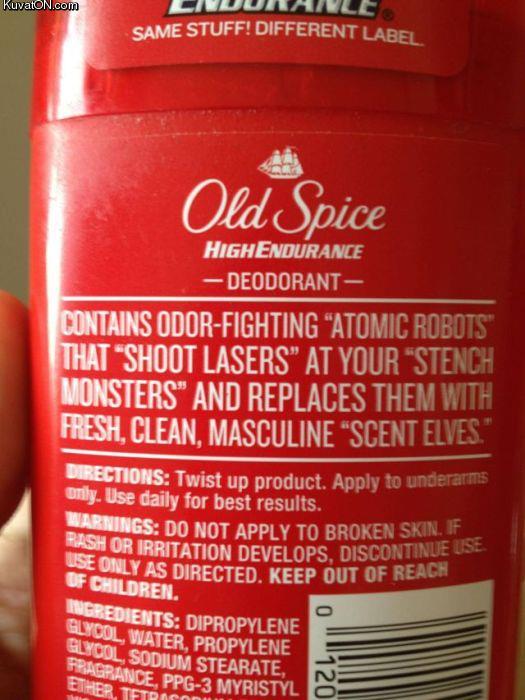 KuvatON.com
ENDURANCE®
SAME STUFF! DIFFERENT LABEL.
Old Spice
HIGH ENDURANCE
— DEODORANT —
CONTAINS ODOR-FIGHTING "ATOMIC ROBOTS"
THAT "SHOOT LASERS" AT YOUR "STENCH
MONSTERS" AND REPLACES THEM WITH
FRESH, CLEAN, MASCULINE "SCENT ELVES."
DIRECTIONS: Twist up product. Apply to underarms
only. Use daily for best results.
WARNINGS: DO NOT APPLY TO BROKEN SKIN. IF
RASH OR IRRITATION DEVELOPS, DISCONTINUE USE.
USE ONLY AS DIRECTED. KEEP OUT OF REACH
OF CHILDREN.
INGREDIENTS: DIPROPYLENE
GLYCOL, WATER, PROPYLENE
GLYCOL, SODIUM STEARATE,
FRAGRANCE, PPG-3 MYRISTYL
ETHER,
0
120